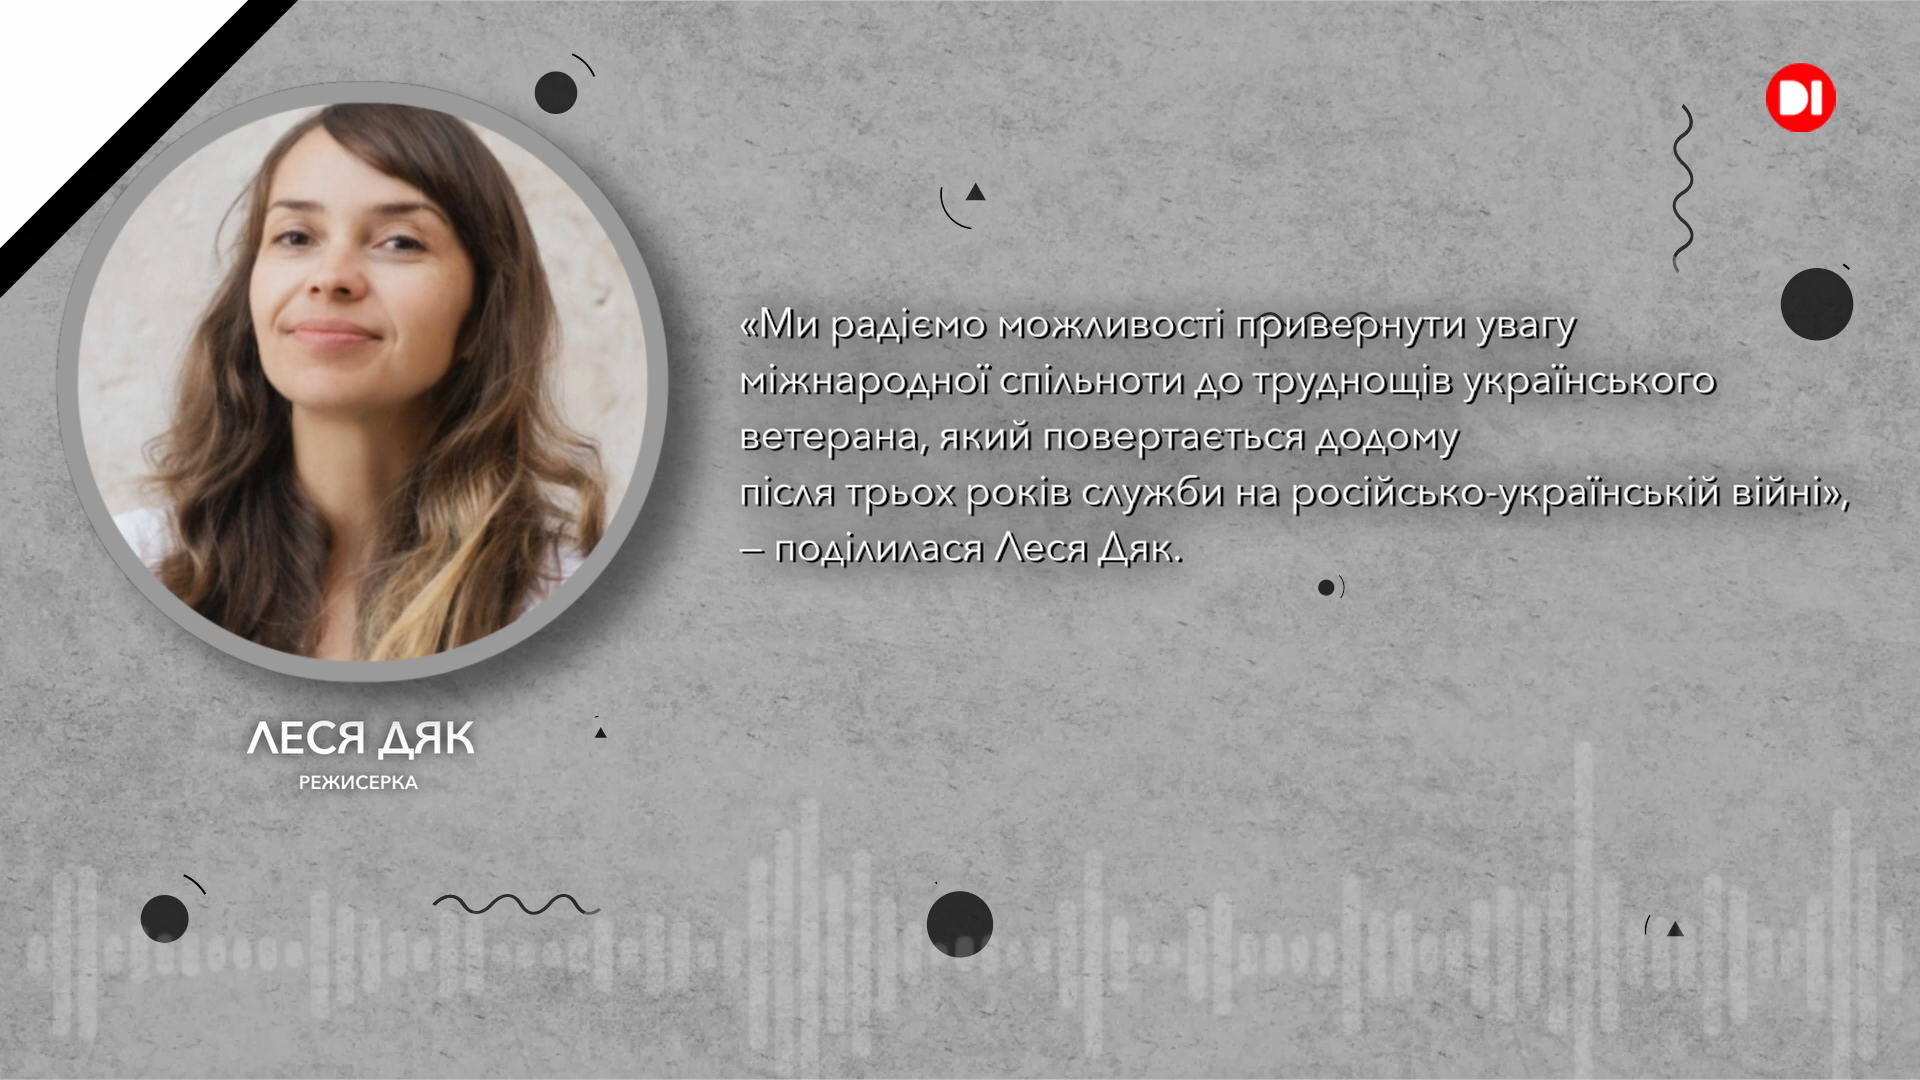 DI
«Ми радіємо можливості привернути увагу
міжнародної спільноти до труднощів українського
ветерана, який повертається додому
після трьох років служби на російсько-українській війні»,
– поділилася Леся Дяк.
ЛЕСЯ ДЯК
РЕЖИСЕРКА